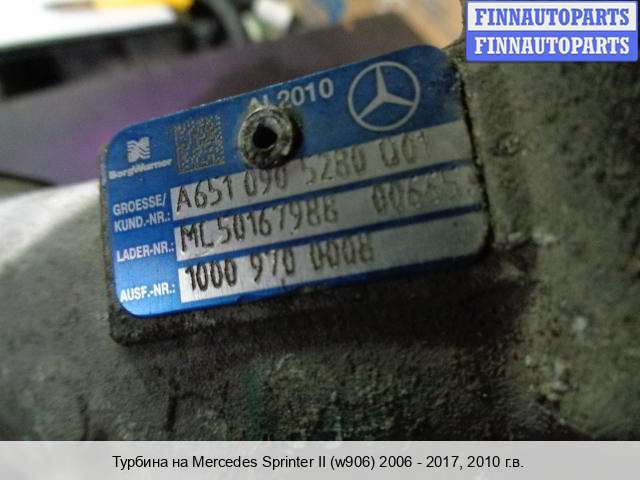 FINNAUTOPARTS
FINNAUTOPARTS
2010
BorgWarner
GROESSE/
KUND.-NR.: A651 090 5280 Q01
LADER-NR.: ML50167988
AUSF.-NR.: 1000 970 0008
Турбина на Mercedes Sprinter II (w906) 2006 - 2017, 2010 г.в.